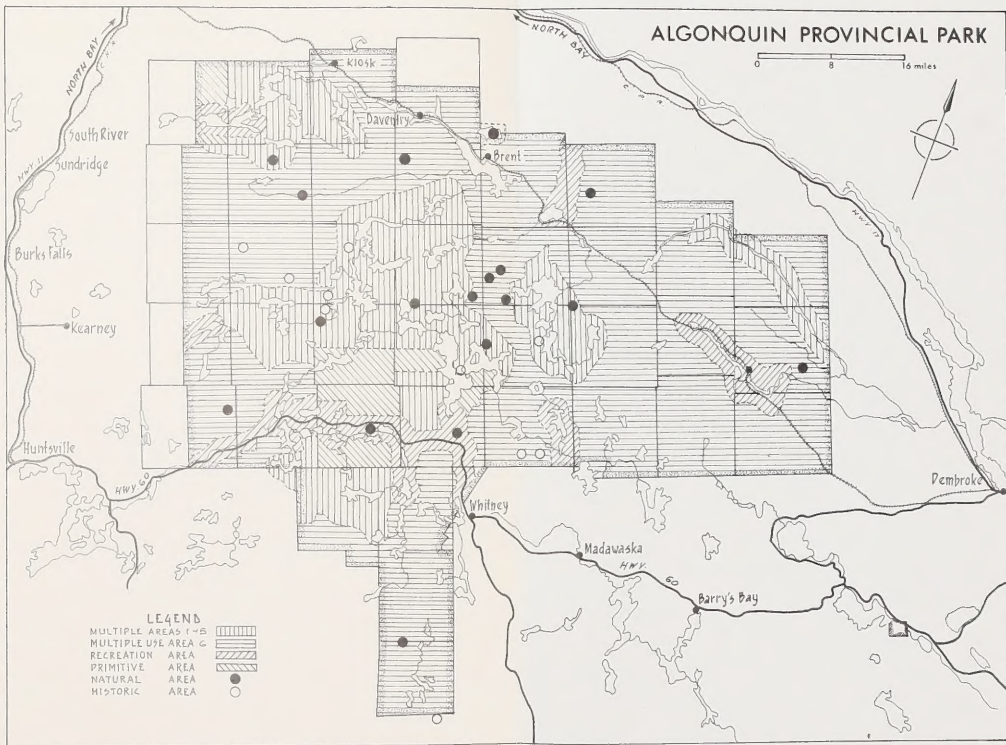 ALGONQUIN PROVINCIAL PARK
0 8 16 miles
NORTH BAY
C.N.R.
NORTH BAY
C.P.R.
KIOSK
Daventry
Brent
South River
HWY 11
Sundridge
HWY 17
Burks Falls
Kearney
Huntsville
HWY 60
Whitney
Pembroke
Madawaska
HWY. 60
Barry's Bay
LEGEND
MULTIPLE AREAS 1-5
MULTIPLE USE AREA 6
RECREATION AREA
PRIMITIVE AREA
NATURAL AREA
HISTORIC AREA